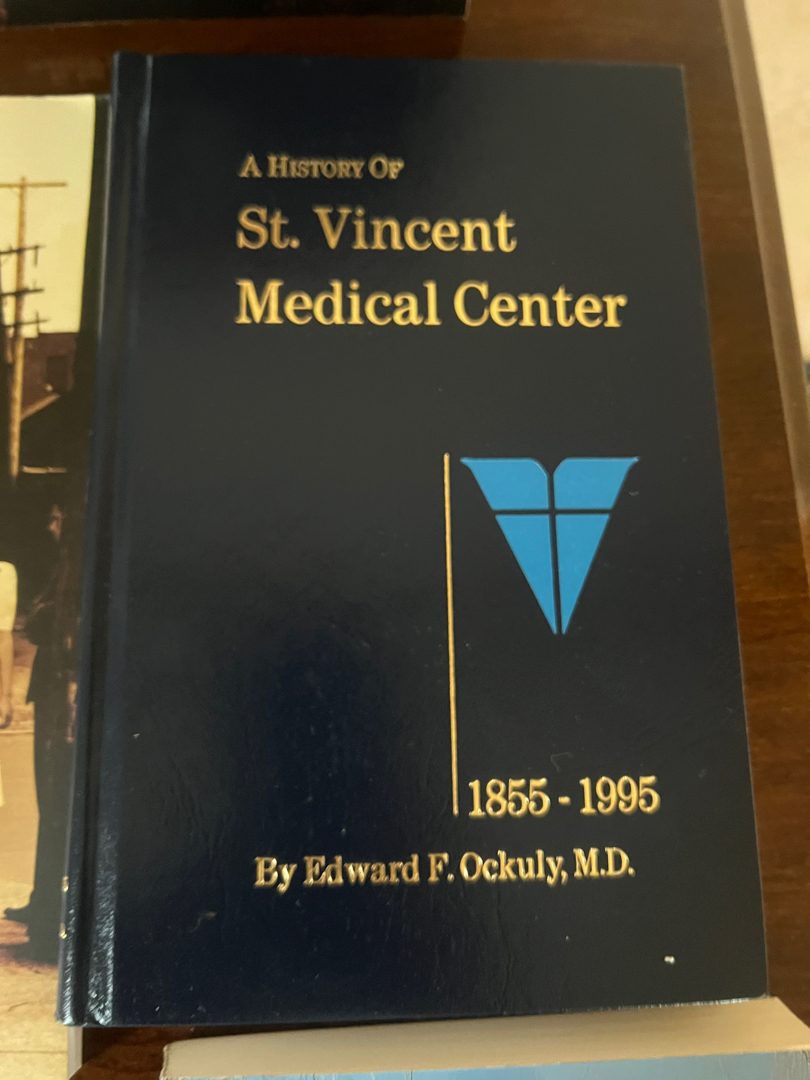 A HISTORY OF
St. Vincent
Medical Center
1855 - 1995
By Edward F. Ockuly, M.D.